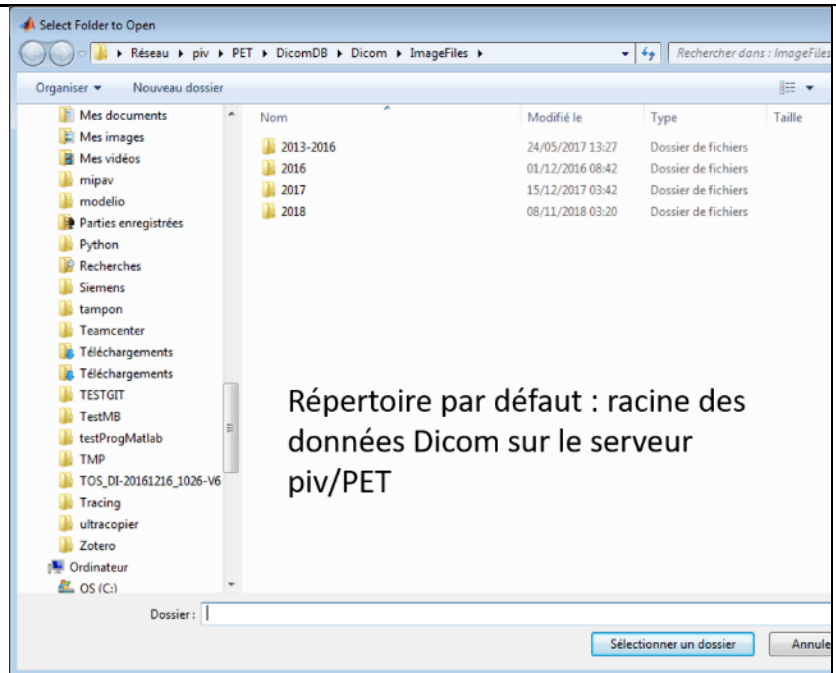 Select Folder to Open
Réseau ▸ piv ▸ PET ▸ DicomDB ▸ Dicom ▸ ImageFiles ▸
Rechercher dans : ImageFiles
Organiser ▾ Nouveau dossier
Mes documents
Mes images
Mes vidéos
mipav
modelio
Parties enregistrées
Python
Recherches
Siemens
tampon
Teamcenter
Téléchargements
Téléchargements
TESTGIT
TestMB
testProgMatlab
TMP
TOS_DI-20161216_1026-V6
Tracing
ultracopier
Zotero
Ordinateur
OS (C:)
Nom Modifié le Type Taille
2013-2016 24/05/2017 13:27 Dossier de fichiers
2016 01/12/2016 08:42 Dossier de fichiers
2017 15/12/2017 03:42 Dossier de fichiers
2018 08/11/2018 03:20 Dossier de fichiers
Répertoire par défaut : racine des
données Dicom sur le serveur
piv/PET
Dossier :
Sélectionner un dossier Annule